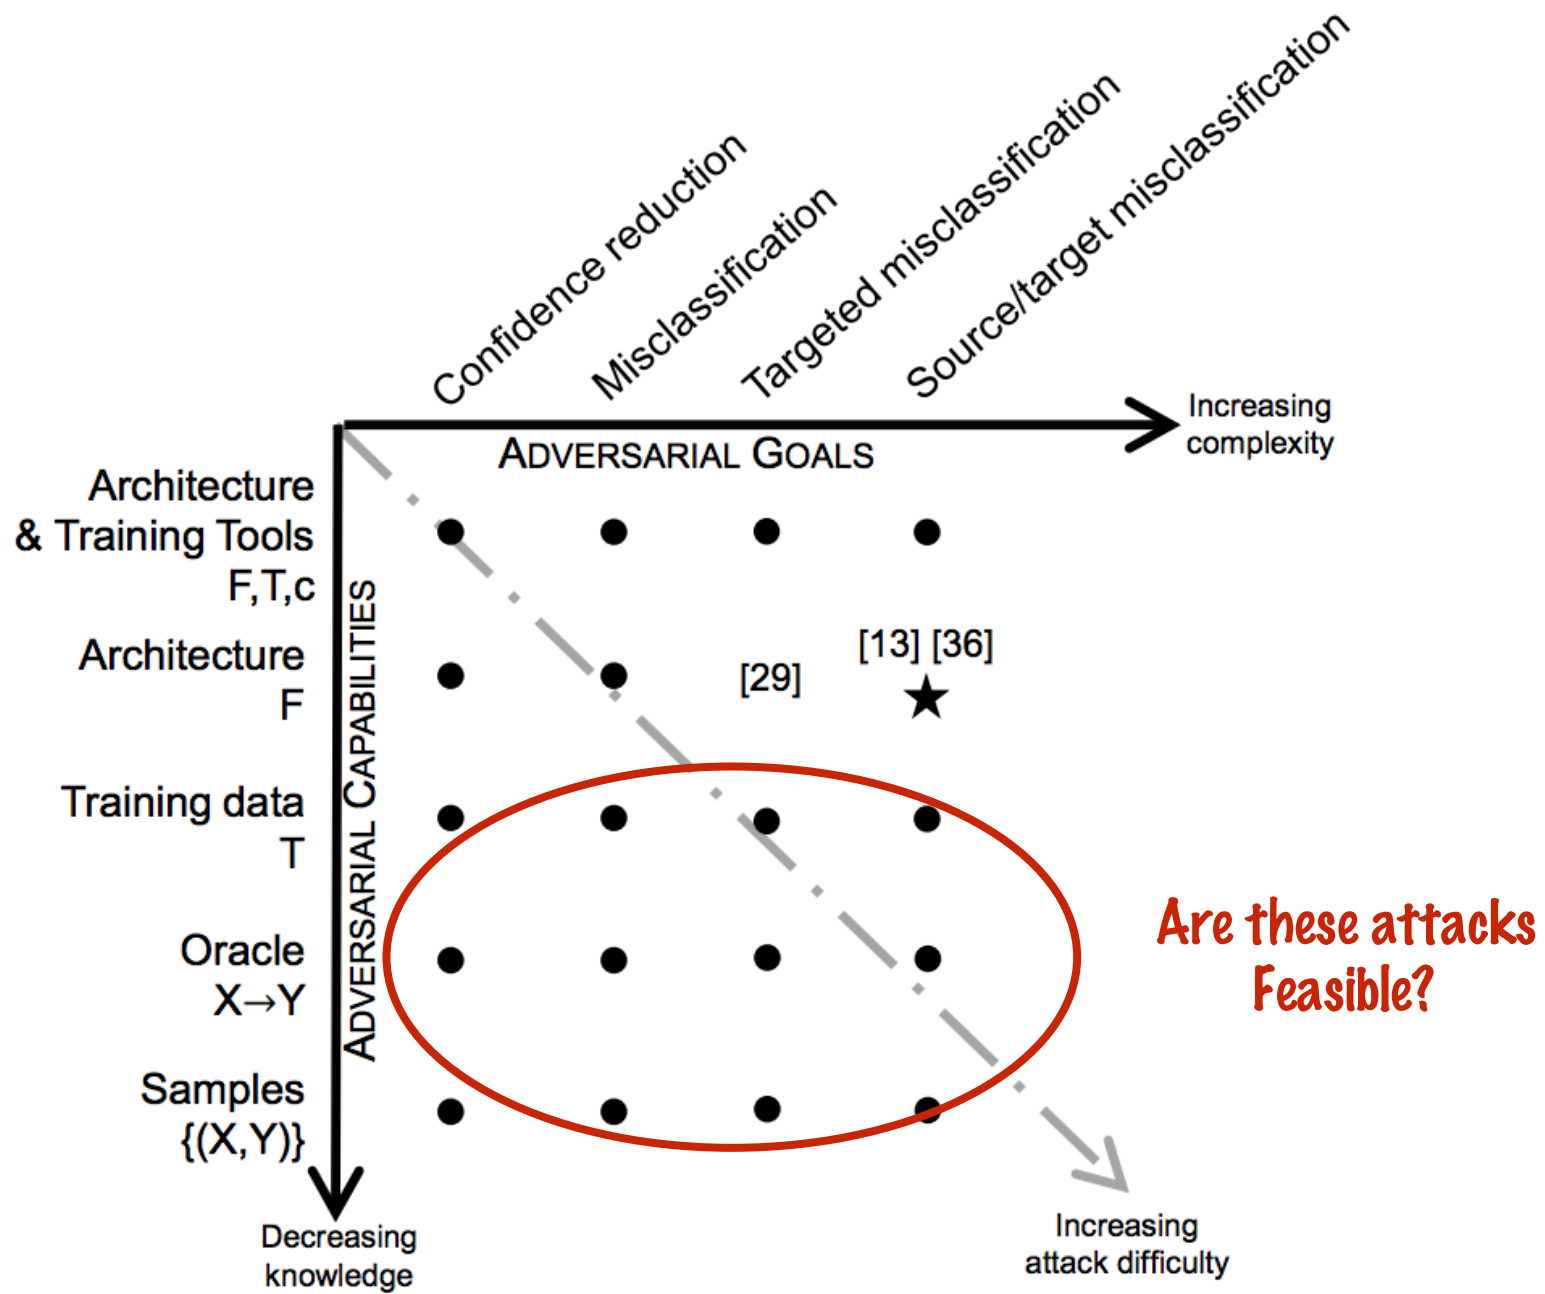 Confidence reduction
Misclassification
Targeted misclassification
Source/target misclassification
Increasing
complexity
ADVERSARIAL GOALS
Architecture
& Training Tools
F,T,c
ADVERSARIAL CAPABILITIES
Architecture
F
[29]
[13] [36]
Training data
T
Oracle
X→Y
Samples
{(X,Y)}
Are these attacks
Feasible?
Decreasing
knowledge
Increasing
attack difficulty